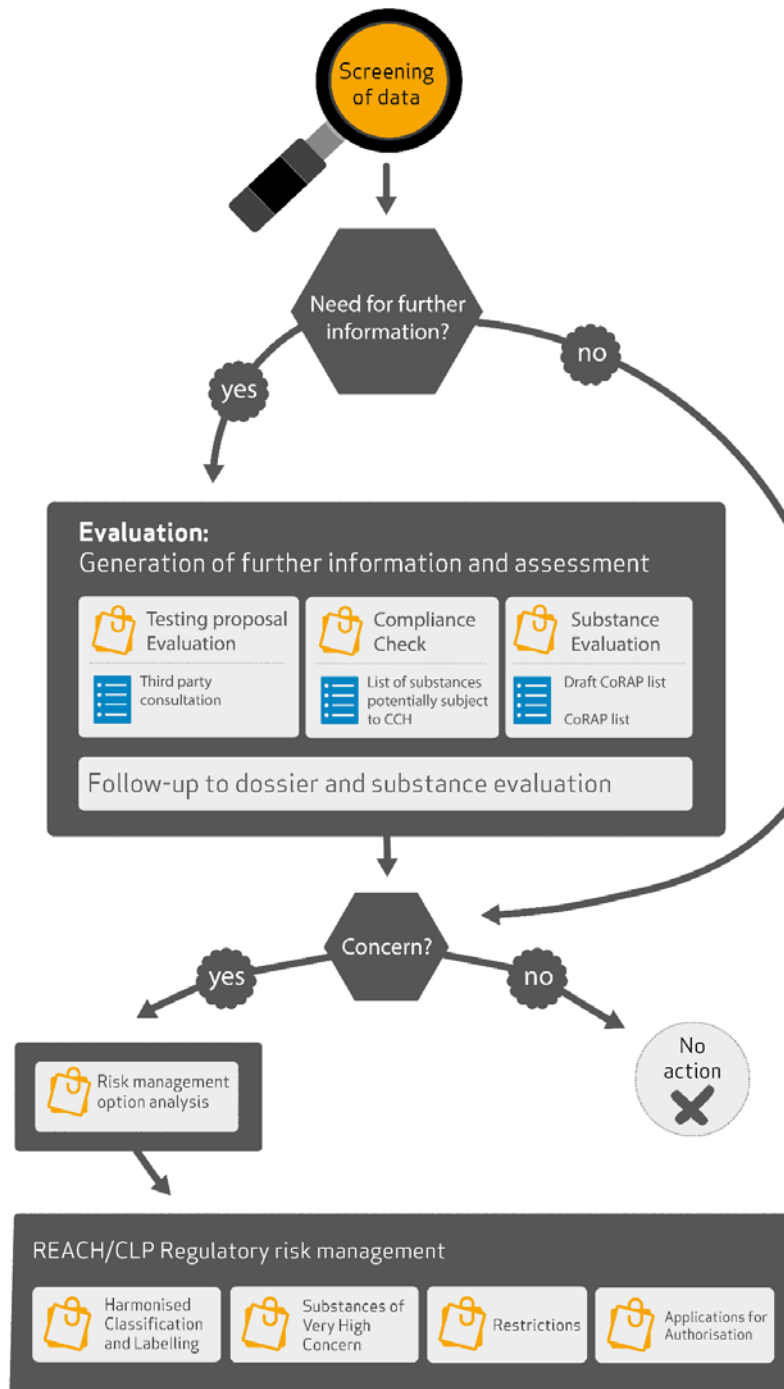 Screening
of data
Need for further
information?
no
yes
Evaluation:
Generation of further information and assessment
Testing proposal
Evaluation
Third party
consultation
Compliance
Check
List of substances
potentially subject
to CCH
Substance
Evaluation
Draft CoRAP list
CoRAP list
Follow-up to dossier and substance evaluation
Concern?
yes
no
No
action
Risk management
option analysis
REACH/CLP Regulatory risk management
Harmonised
Classification
and Labelling
Substances of
Very High
Concern
Restrictions
Applications for
Authorisation